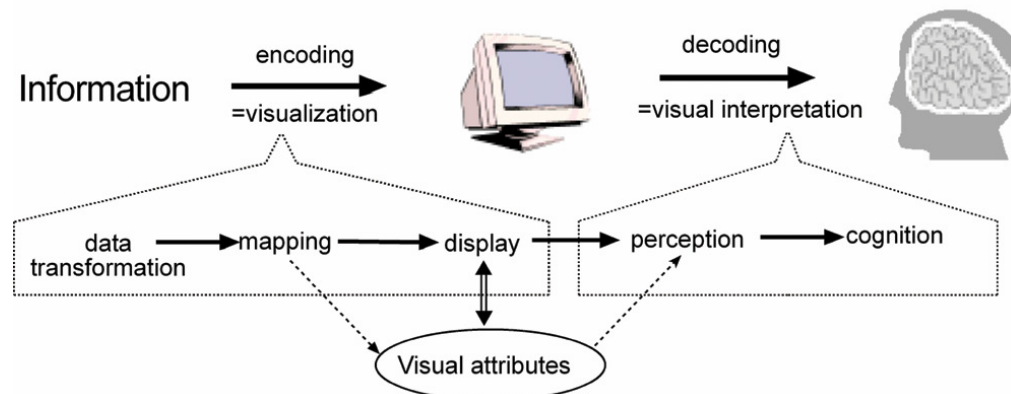 encoding
decoding
Information
=visualization
=visual interpretation
data
transformation
mapping
display
perception
cognition
Visual attributes